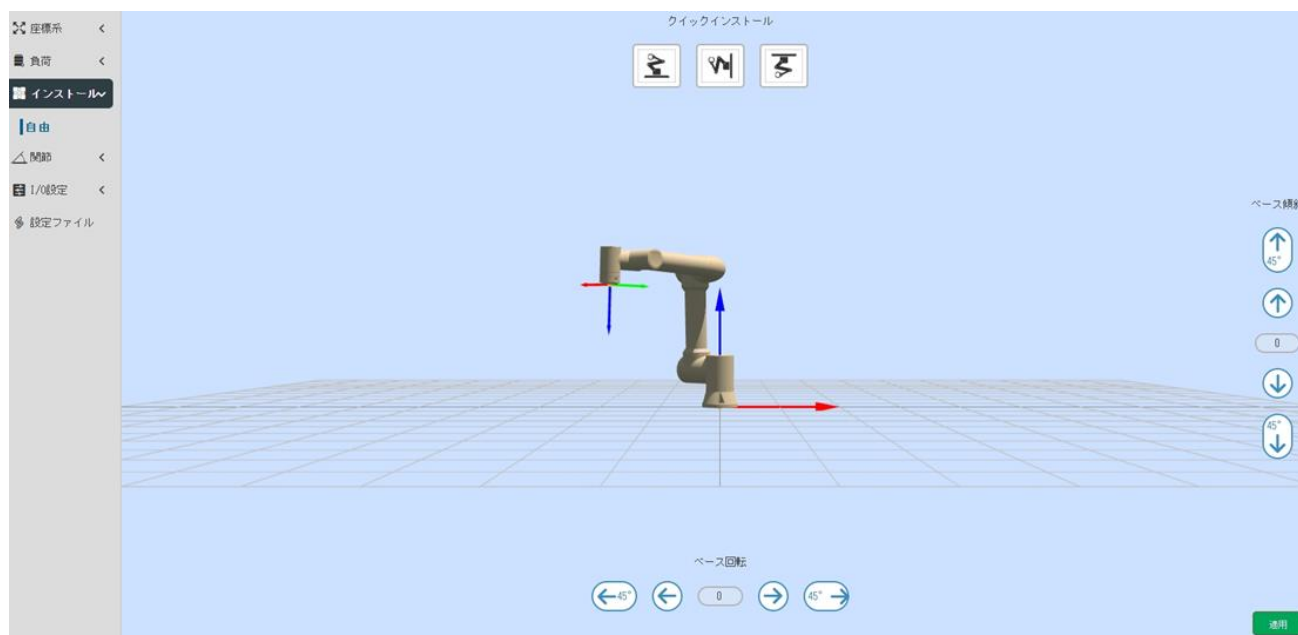 座標系
負荷
インストール
自由
関節
I/O設定
設定ファイル
クイックインストール
ベース傾斜
45°
0
45°
ベース回転
45°
0
45°
適用